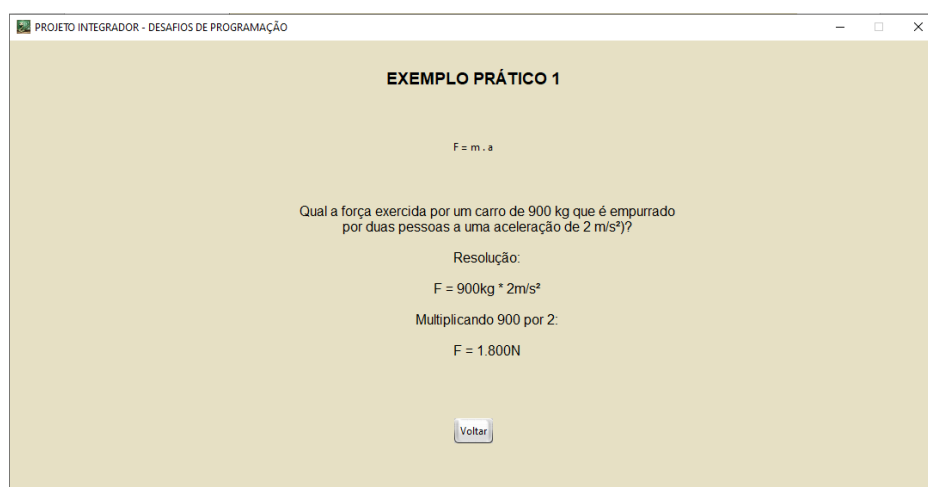 PROJETO INTEGRADOR - DESAFIOS DE PROGRAMAÇÃO
EXEMPLO PRÁTICO 1
F = m . a
Qual a força exercida por um carro de 900 kg que é empurrado
por duas pessoas a uma aceleração de 2 m/s²)?
Resolução:
F = 900kg * 2m/s²
Multiplicando 900 por 2:
F = 1.800N
Voltar